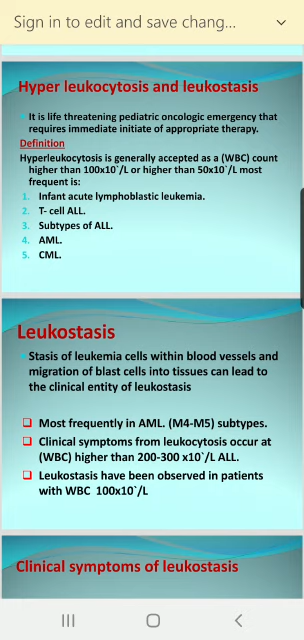 Sign in to edit and save chang...
Hyper leukocytosis and leukostasis
It is life threatening pediatric oncologic emergency that
requires immediate initiate of appropriate therapy.
Definition
Hyperleukocytosis is generally accepted as a (WBC) count
higher than 100x10`/L or higher than 50x10`/L most
frequent is:
1. Infant acute lymphoblastic leukemia.
2. T- cell ALL.
3. Subtypes of ALL.
4. AML.
5. CML.
Leukostasis
Stasis of leukemia cells within blood vessels and
migration of blast cells into tissues can lead to
the clinical entity of leukostasis
Most frequently in AML. (M4-M5) subtypes.
Clinical symptoms from leukocytosis occur at
(WBC) higher than 200-300 x10`/L ALL.
Leukostasis have been observed in patients
with WBC 100x10`/L
Clinical symptoms of leukostasis